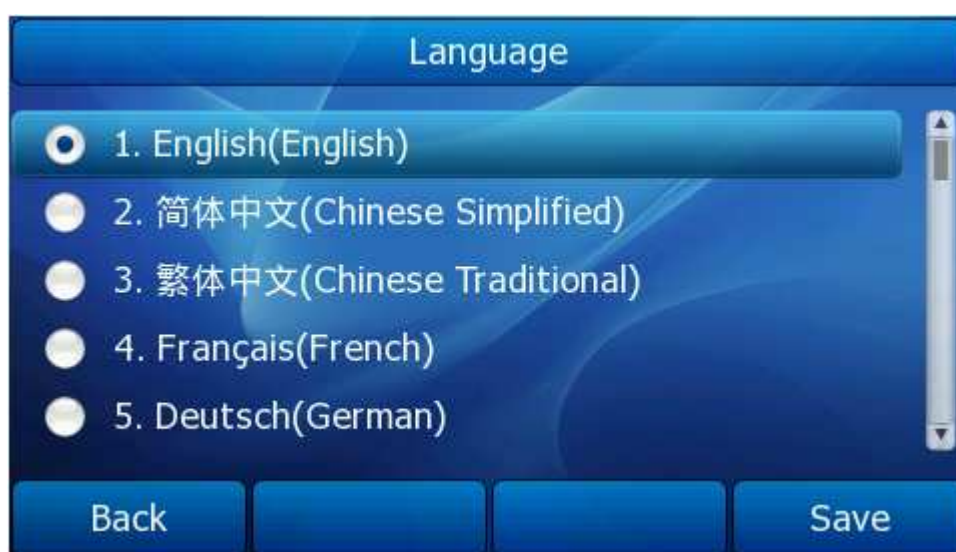 Language
1. English(English)
2. 简体中文(Chinese Simplified)
3. 繁体中文(Chinese Traditional)
4. Français(French)
5. Deutsch(German)
Back Save